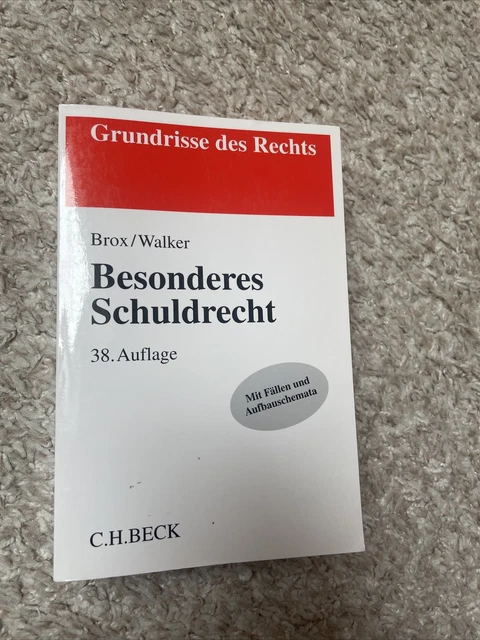 Grundrisse des Rechts
Brox/Walker
Besonderes
Schuldrecht
38. Auflage
Mit Fällen und
Aufbauschemata
C.H.BECK